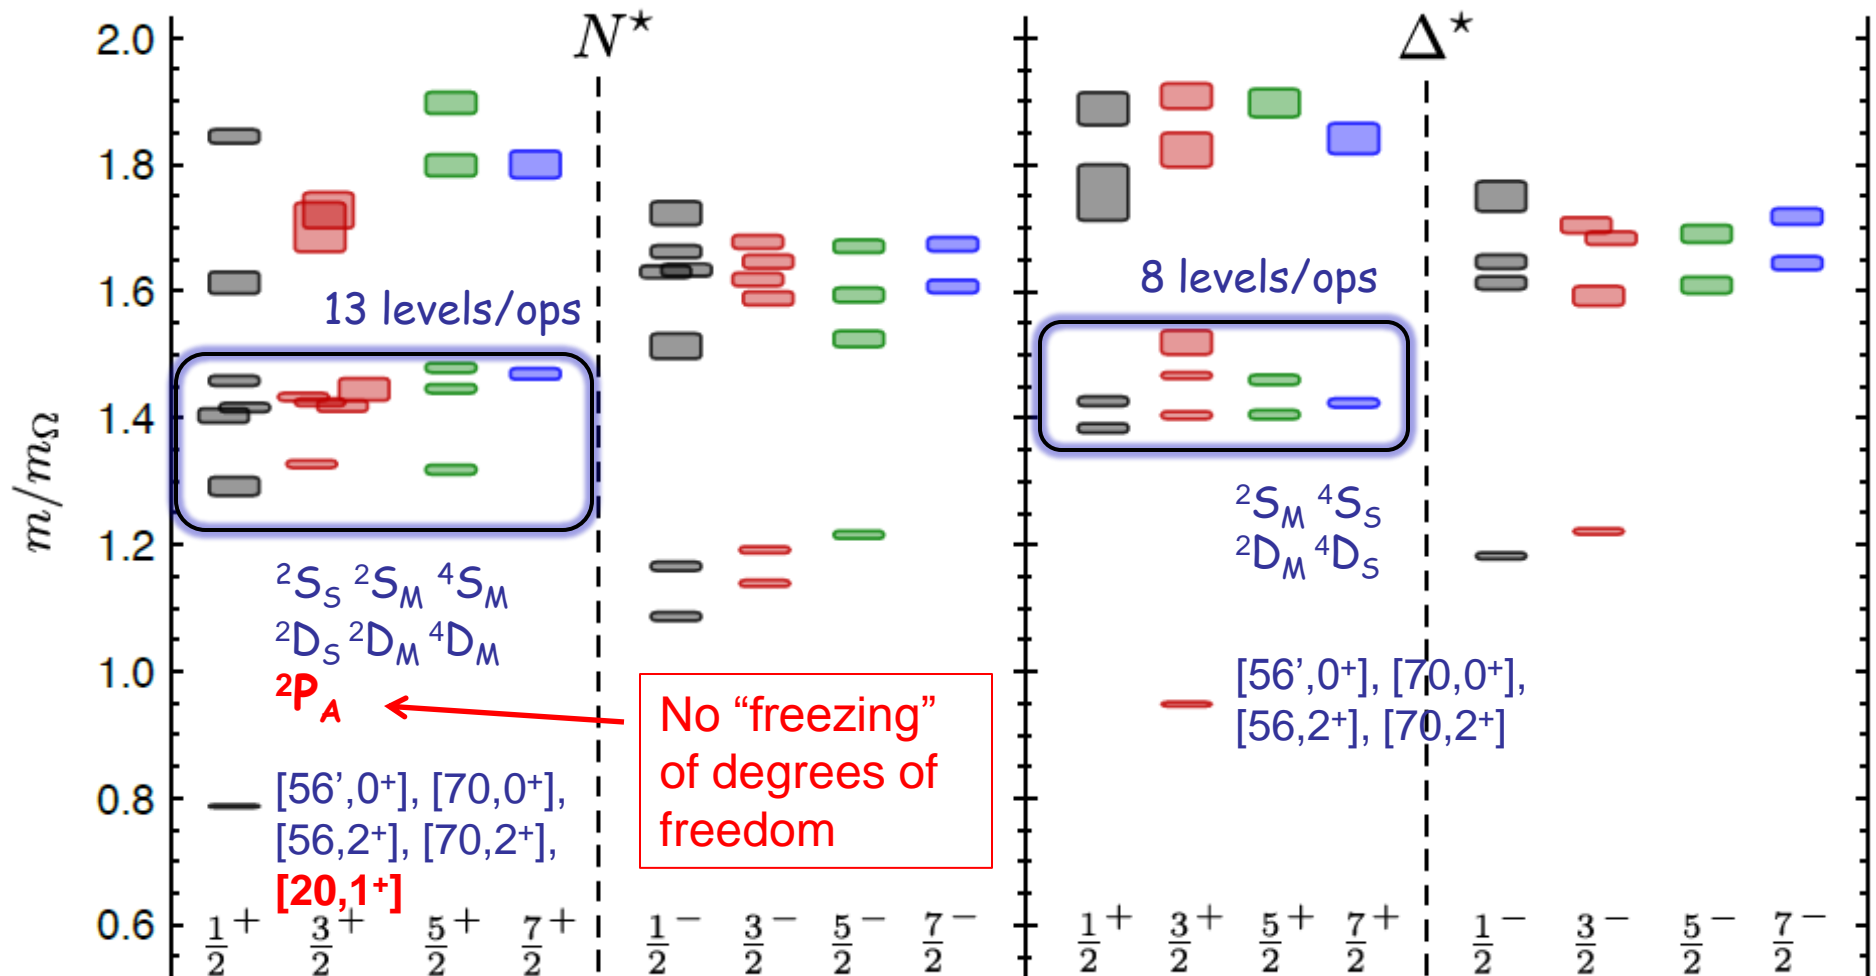 N⋆
Δ⋆
2.0
1.8
1.6
1.4
1.2
1.0
0.8
0.6
m/mΩ
13 levels/ops
8 levels/ops
²S_S ²S_M ⁴S_M
²D_S ²D_M ⁴D_M
²P_A
[56’,0⁺], [70,0⁺],
[56,2⁺], [70,2⁺],
[20,1⁺]
No “freezing”
of degrees of
freedom
²S_M ⁴S_S
²D_M ⁴D_S
[56’,0⁺], [70,0⁺],
[56,2⁺], [70,2⁺]
1/2⁺ 3/2⁺ 5/2⁺ 7/2⁺ 1/2⁻ 3/2⁻ 5/2⁻ 7/2⁻ 1/2⁺ 3/2⁺ 5/2⁺ 7/2⁺ 1/2⁻ 3/2⁻ 5/2⁻ 7/2⁻